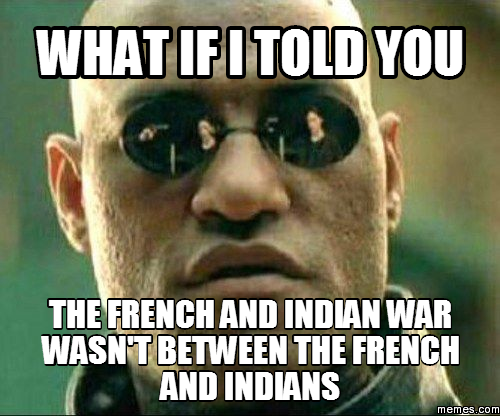 WHAT IF I TOLD YOU
THE FRENCH AND INDIAN WAR
WASN'T BETWEEN THE FRENCH
AND INDIANS
memes.com